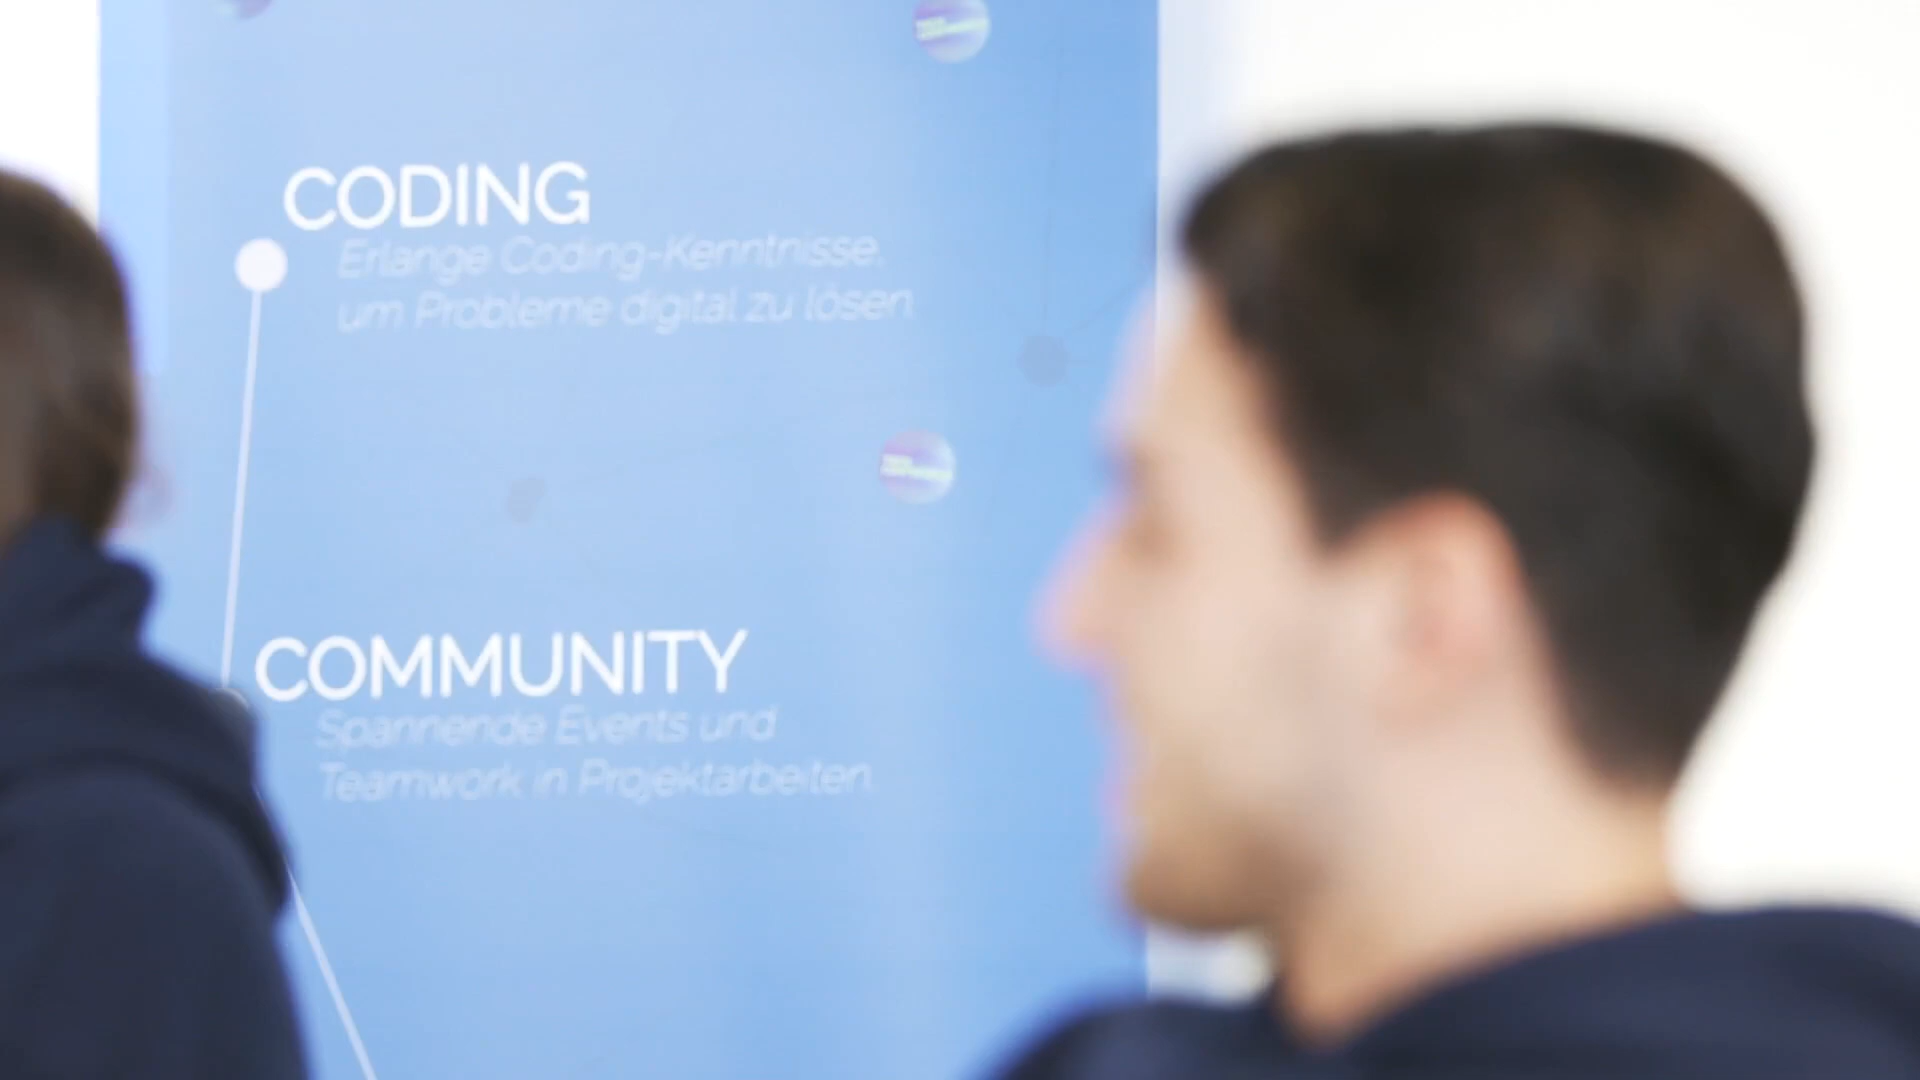 CODING
Erlange Coding-Kenntnisse,
um Probleme digital zu lösen
COMMUNITY
Spannende Events und
Teamwork in Projektarbeiten